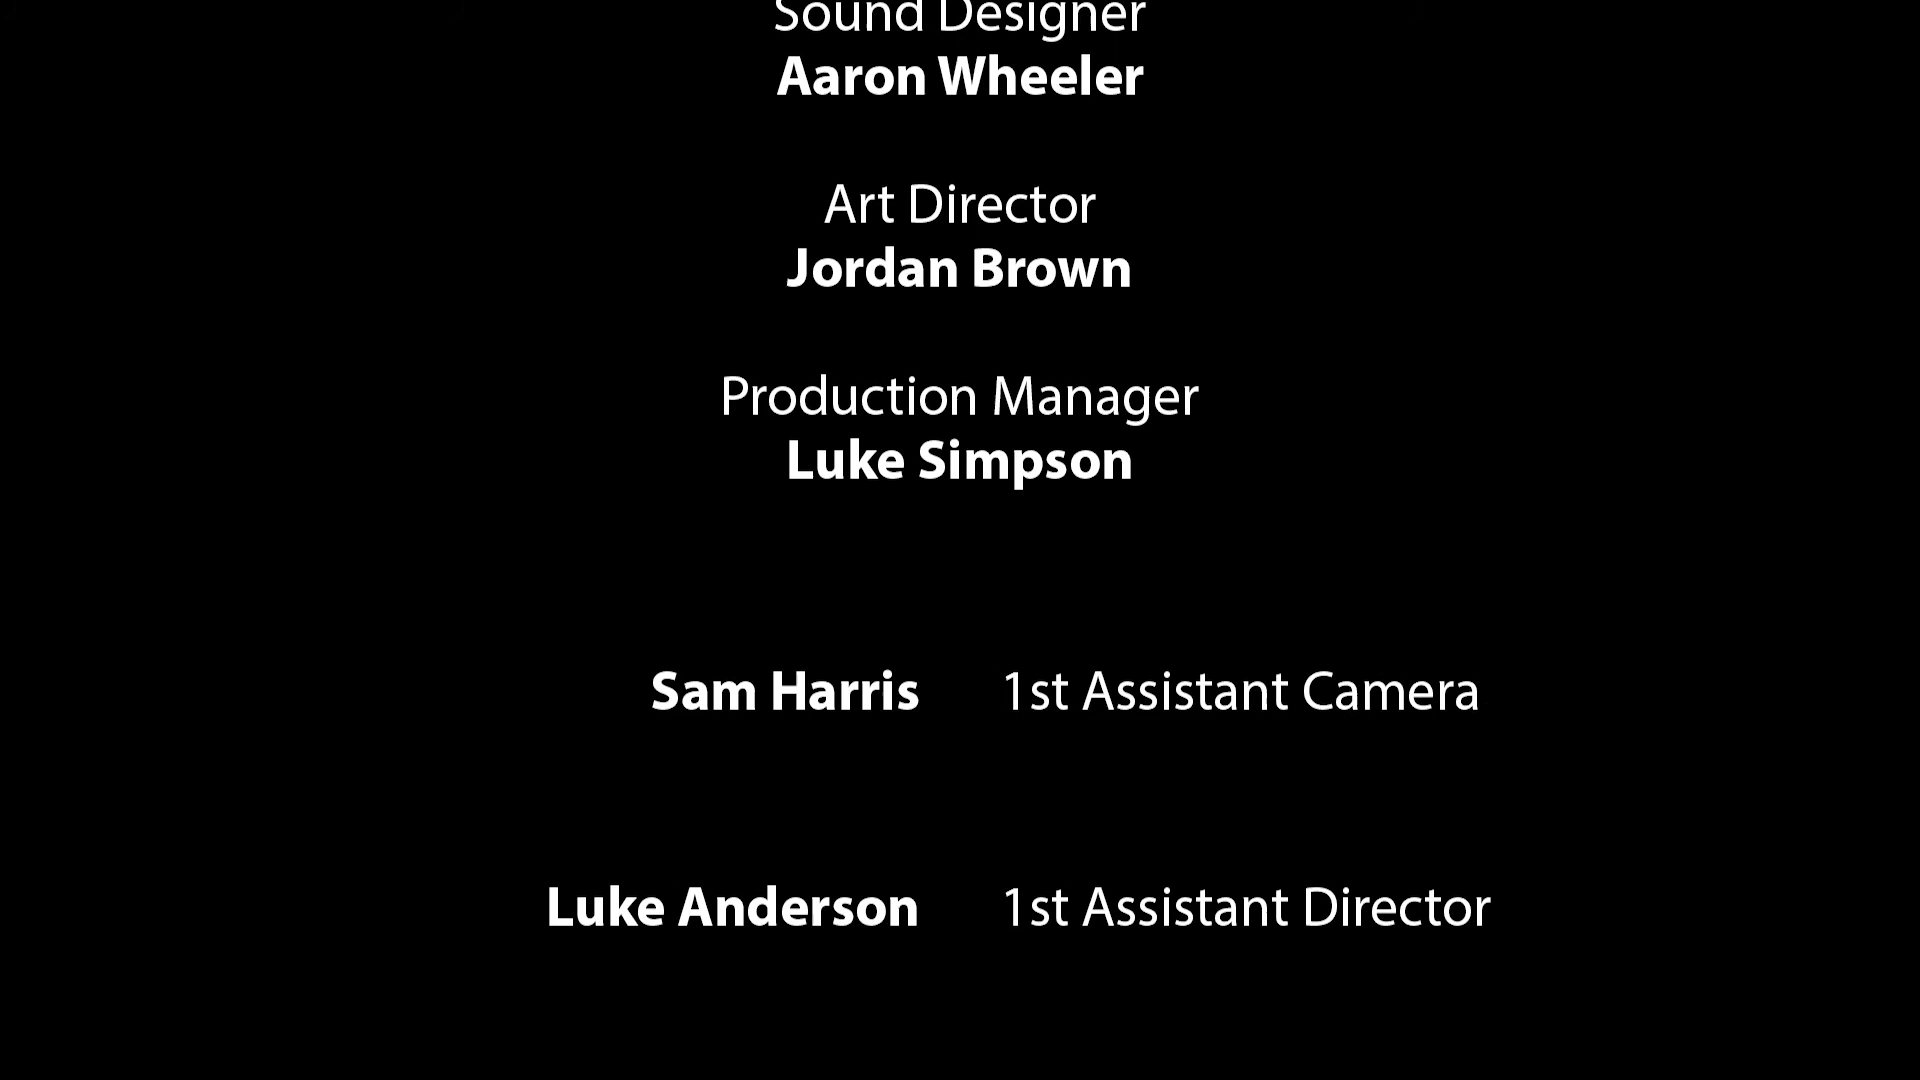 Sound Designer
Aaron Wheeler
Art Director
Jordan Brown
Production Manager
Luke Simpson
Sam Harris 1st Assistant Camera
Luke Anderson 1st Assistant Director